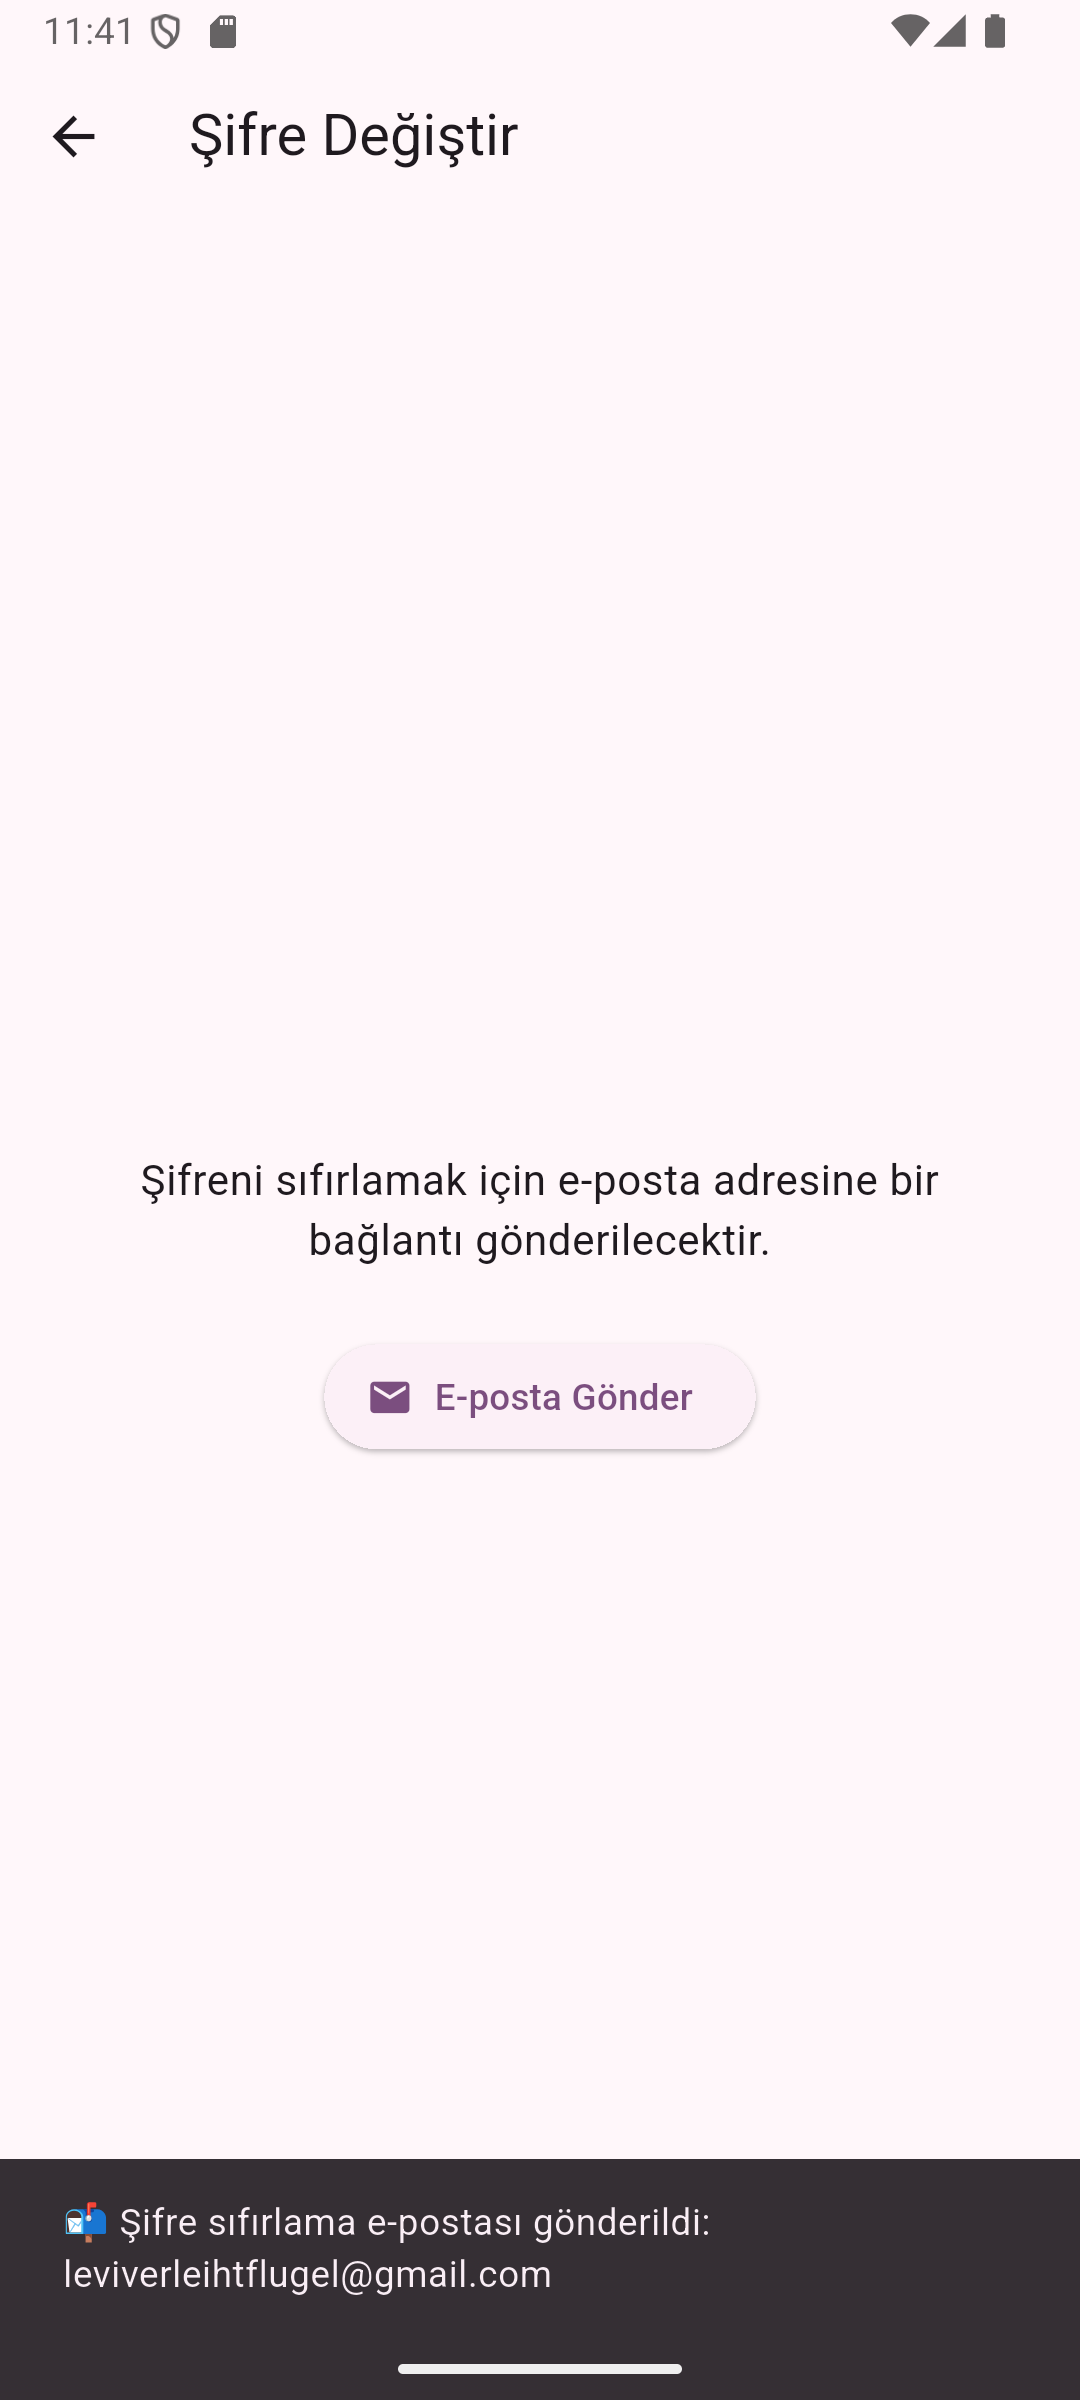 11:41
Şifre Değiştir
Şifreni sıfırlamak için e-posta adresine bir
bağlantı gönderilecektir.
E-posta Gönder
📬 Şifre sıfırlama e-postası gönderildi:
leviverleihtflugel@gmail.com